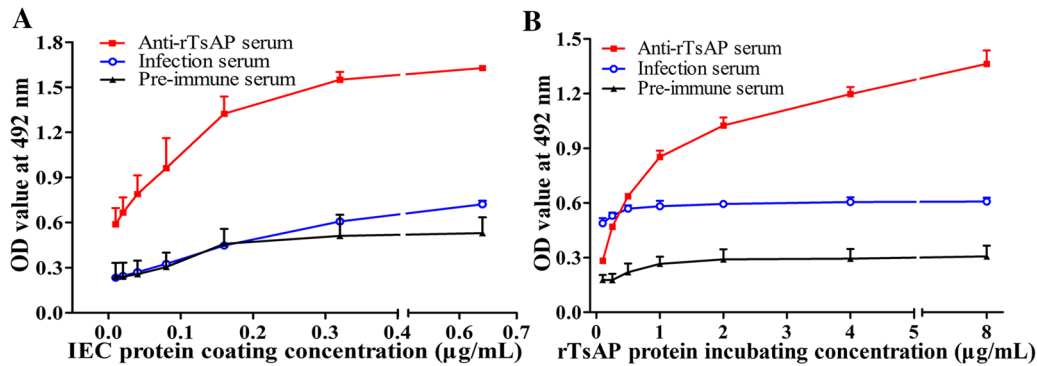 A
OD value at 492 nm
1.8
1.5
1.2
0.9
0.6
0.3
0.0
Anti-rTsAP serum
Infection serum
Pre-immune serum
0.0 0.1 0.2 0.3 0.4 0.6 0.7
IEC protein coating concentration (μg/mL)
B
OD value at 492 nm
1.5
1.2
0.9
0.6
0.3
0.0
Anti-rTsAP serum
Infection serum
Pre-immune serum
0 1 2 4 5 8
rTsAP protein incubating concentration (μg/mL)